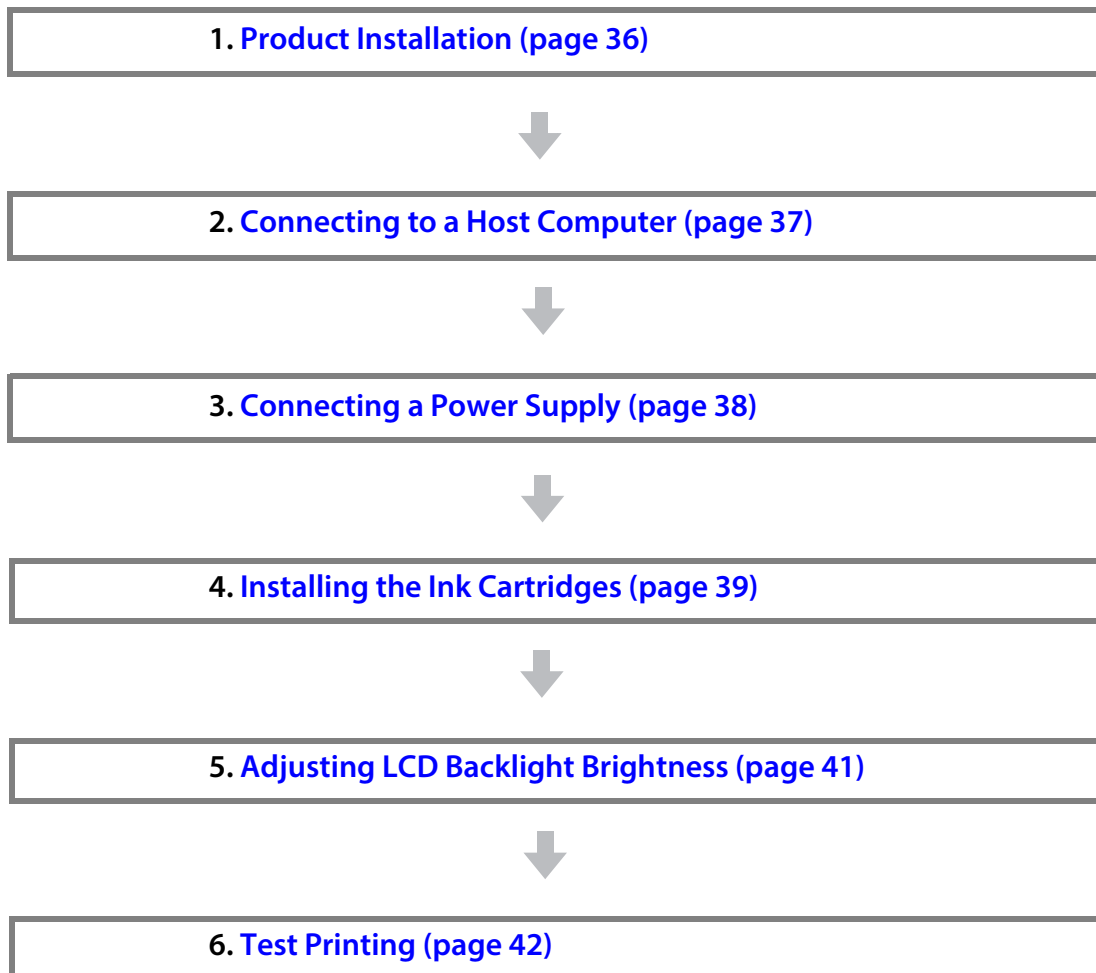 1. Product Installation (page 36)
2. Connecting to a Host Computer (page 37)
3. Connecting a Power Supply (page 38)
4. Installing the Ink Cartridges (page 39)
5. Adjusting LCD Backlight Brightness (page 41)
6. Test Printing (page 42)